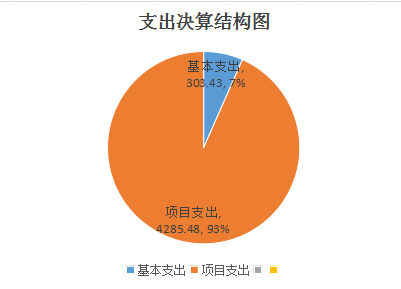 支出决算结构图
基本支出,
303.43, 7%
项目支出,
4285.48, 93%
基本支出 项目支出